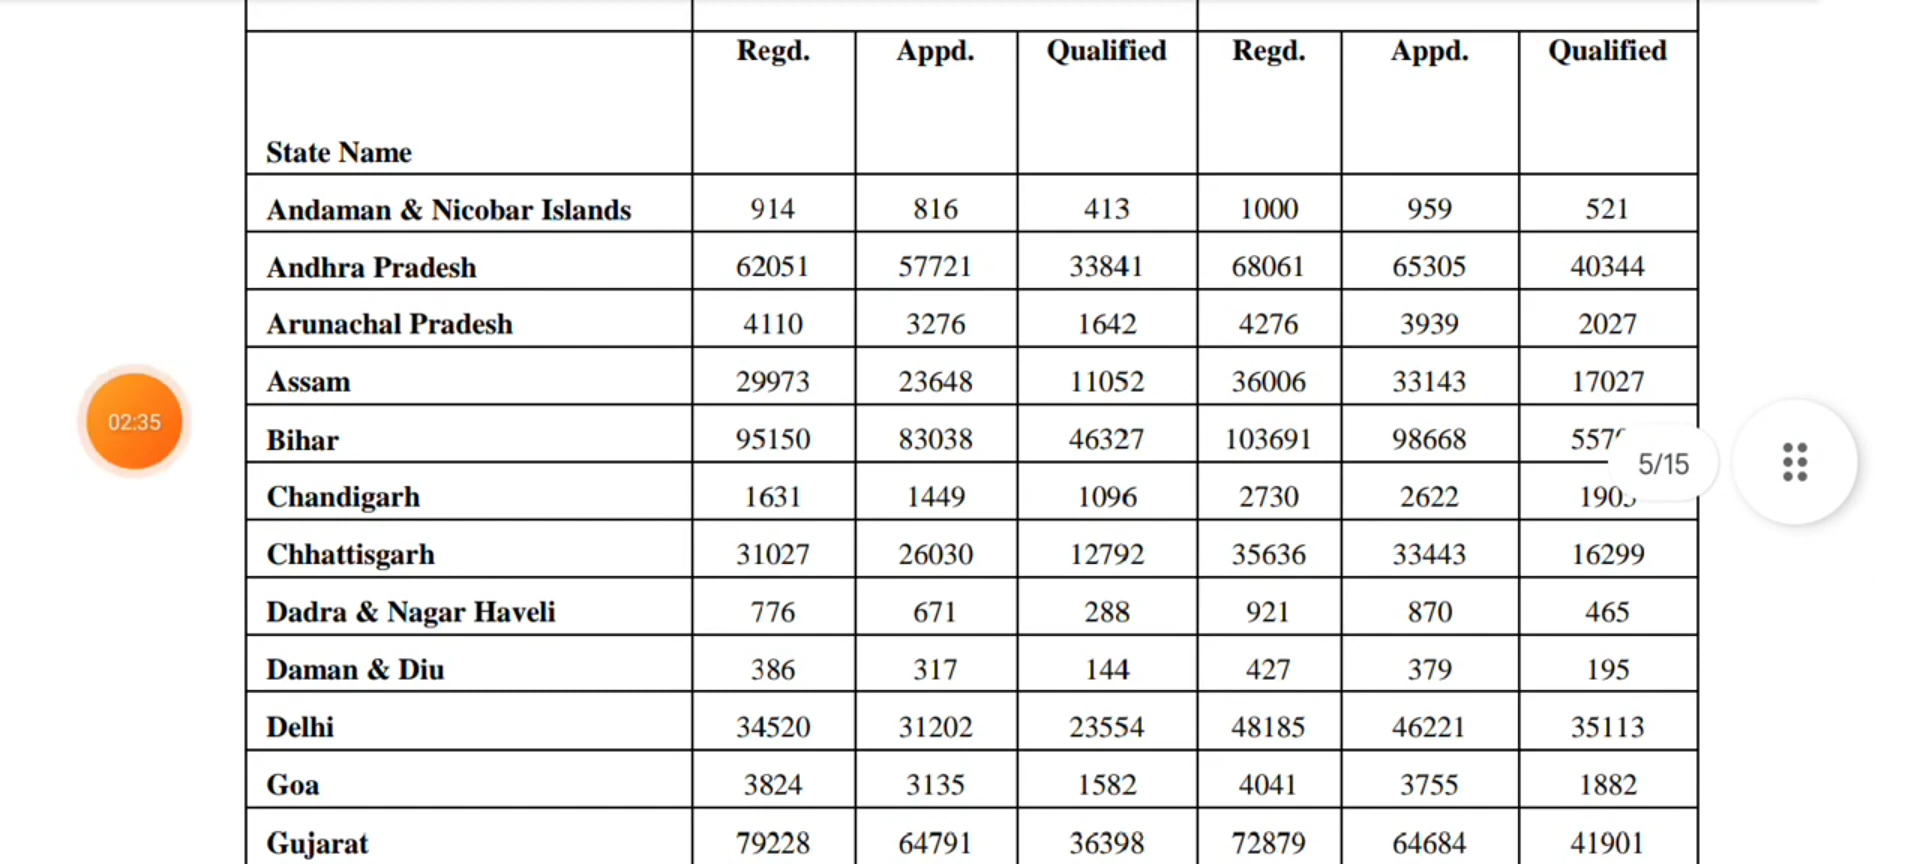 Regd. Appd. Qualified Regd. Appd. Qualified
State Name
Andaman & Nicobar Islands 914 816 413 1000 959 521
Andhra Pradesh 62051 57721 33841 68061 65305 40344
Arunachal Pradesh 4110 3276 1642 4276 3939 2027
Assam 29973 23648 11052 36006 33143 17027
Bihar 95150 83038 46327 103691 98668
Chandigarh 1631 1449 1096 2730 2622
Chhattisgarh 31027 26030 12792 35636 33443 16299
Dadra & Nagar Haveli 776 671 288 921 870 465
Daman & Diu 386 317 144 427 379 195
Delhi 34520 31202 23554 48185 46221 35113
Goa 3824 3135 1582 4041 3755 1882
Gujarat 79228 64791 36398 72879 64684 41901
02:35
5/15